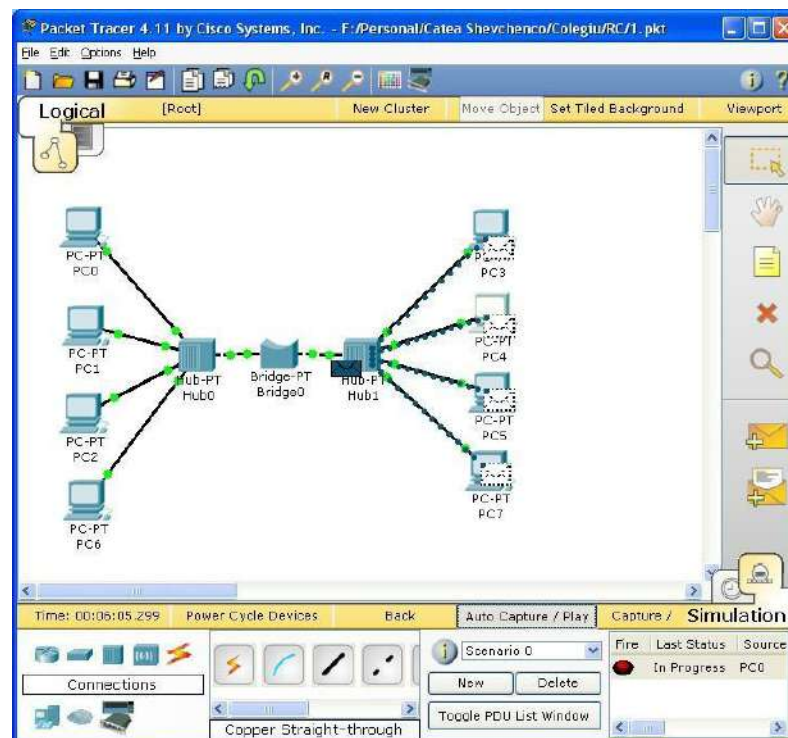 Packet Tracer 4.11 by Cisco Systems, Inc. - F:/Personal/Catea Shevchenco/Colegiu/RC/1.pkt
File Edit Options Help
Logical [Root] New Cluster Move Object Set Tiled Background Viewport
PC-PT
PC0
PC-PT
PC1
PC-PT
PC2
PC-PT
PC6
Hub-PT
Hub0
Bridge-PT
Bridge0
Hub-PT
Hub1
PC3
PC-PT
PC4
PC-PT
PC5
PC-PT
PC7
Time: 00:06:05.299 Power Cycle Devices Back Auto Capture / Play Capture / Simulation
Connections
Copper Straight-through
Scenario 0
New Delete
Toggle PDU List Window
Fire Last Status Source
In Progress PC0